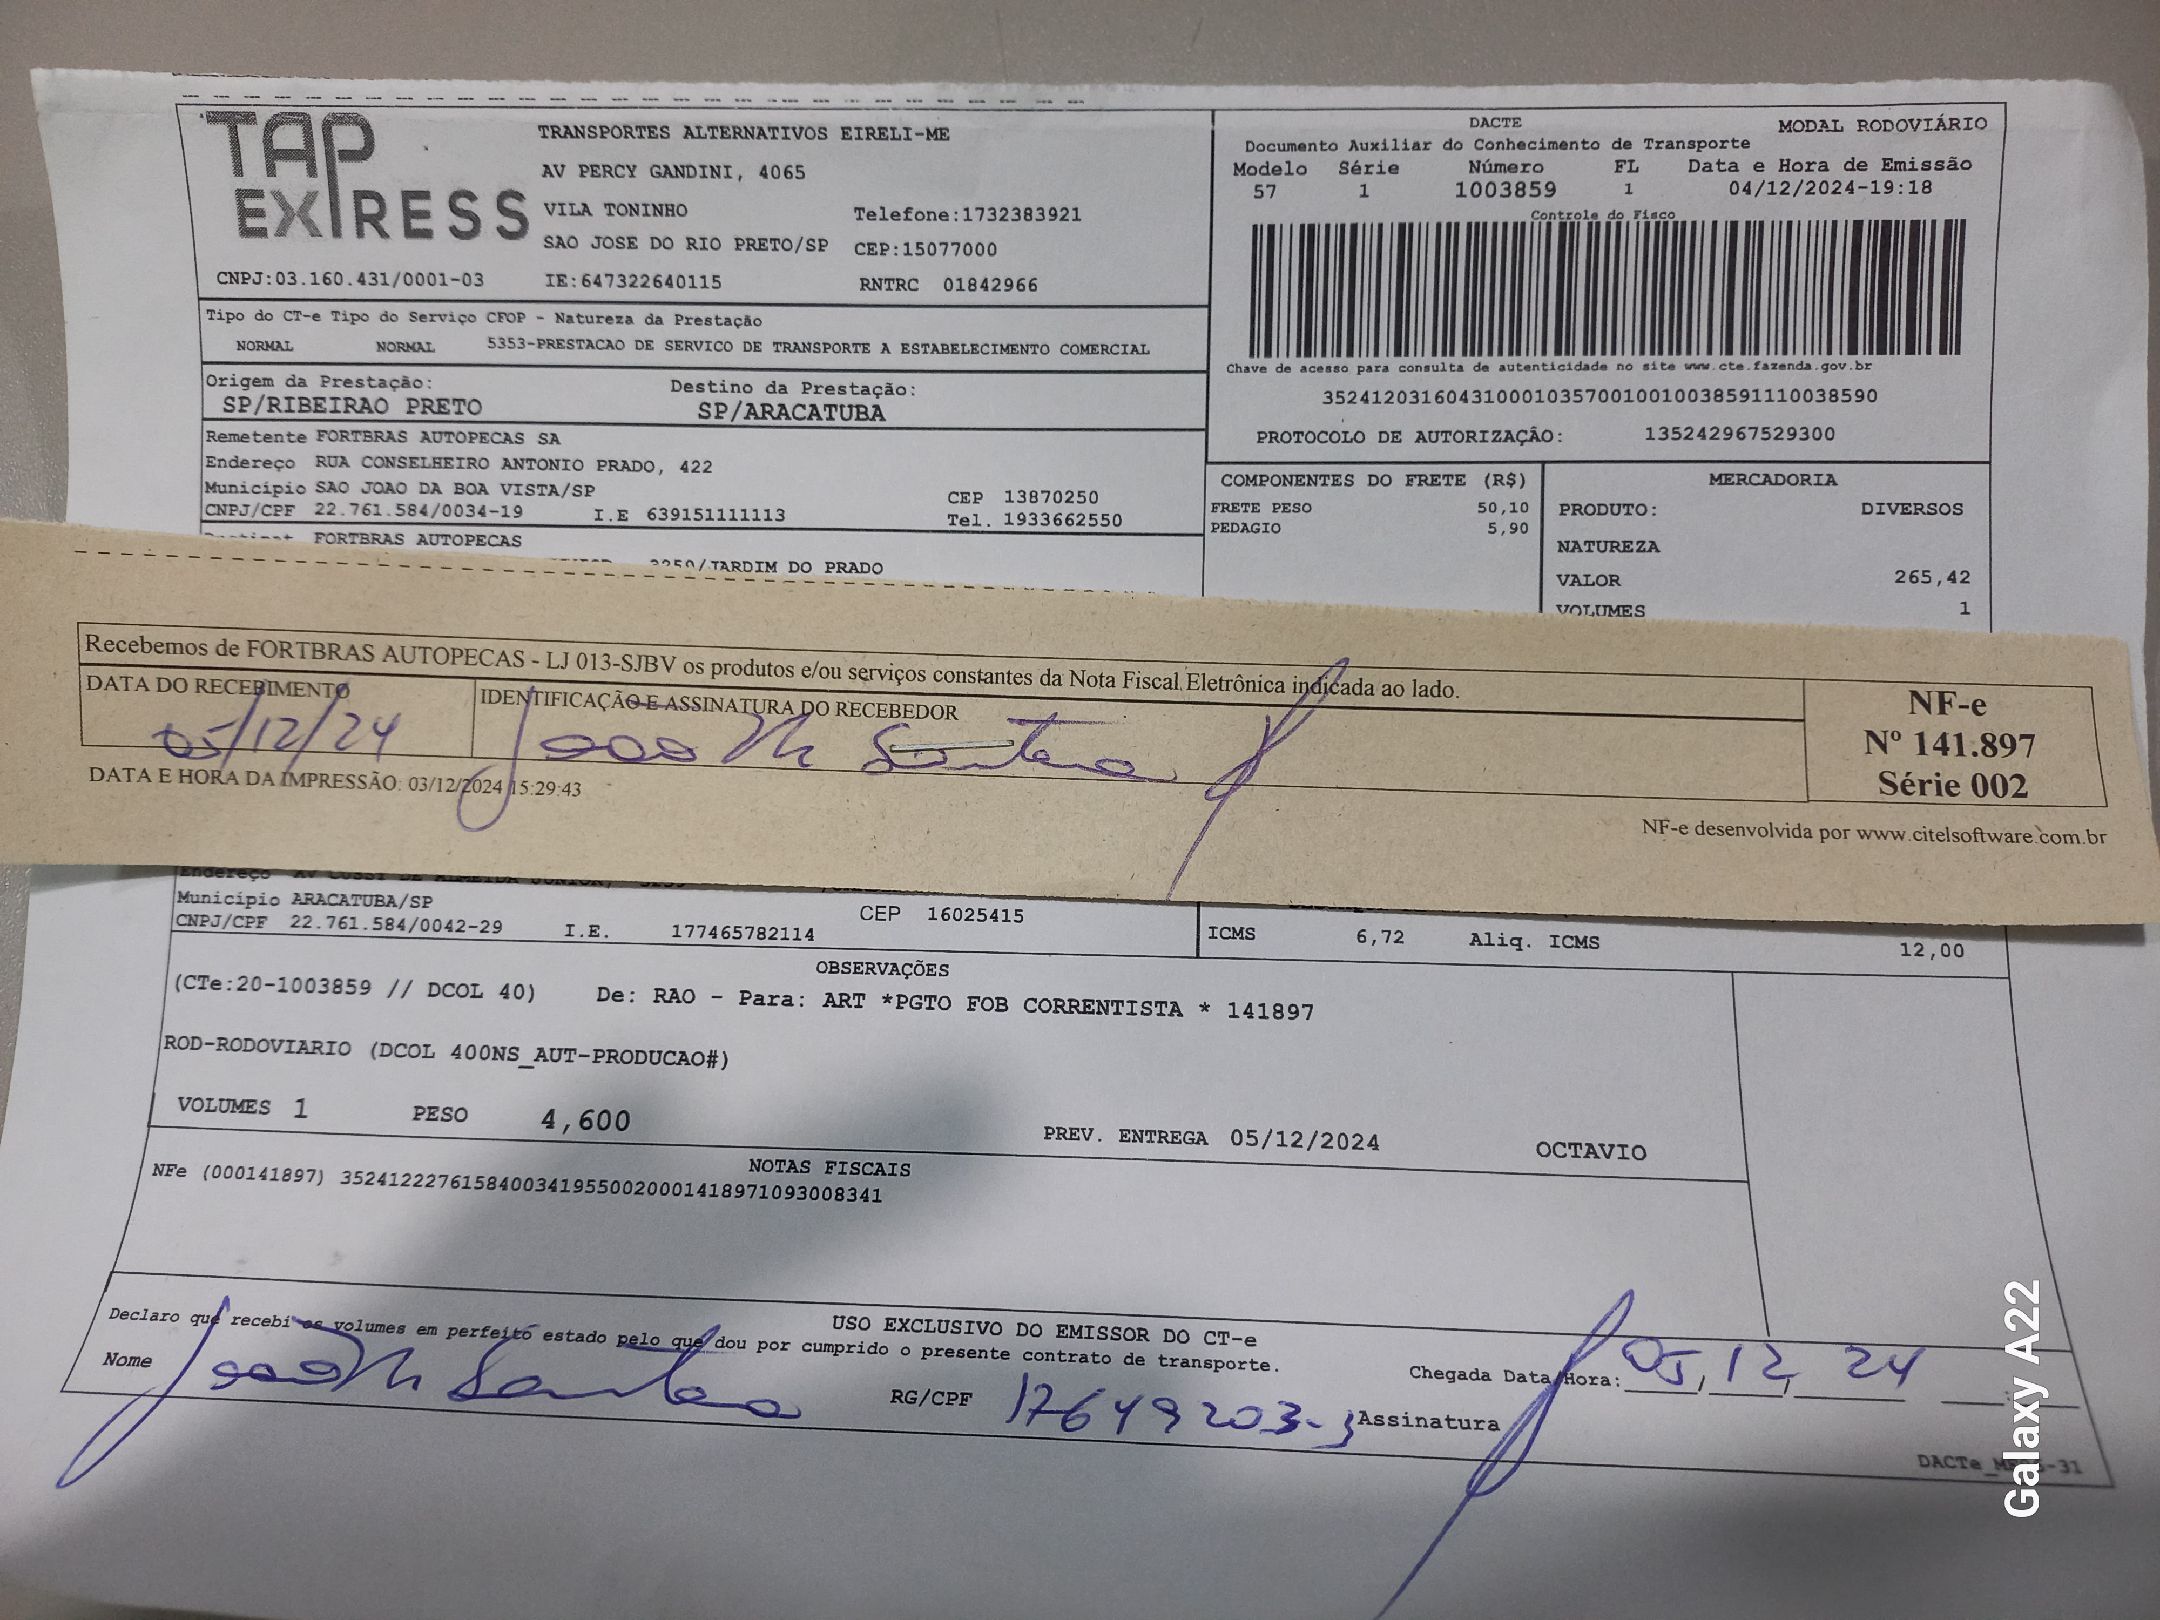 TAP EXPRESS
TRANSPORTES ALTERNATIVOS EIRELI-ME
AV PERCY GANDINI, 4065
VILA TONINHO
Telefone:1732383921
SAO JOSE DO RIO PRETO/SP CEP:15077000
CNPJ:03.160.431/0001-03 IE:647322640115 RNTRC 01842966
DACTE MODAL RODOVIÁRIO
Documento Auxiliar do Conhecimento de Transporte
Modelo Série Número FL Data e Hora de Emissão
57 1 1003859 1 04/12/2024-19:18
Controle do Fisco
Chave de acesso para consulta de autenticidade no site www.cte.fazenda.gov.br
35241203160431000103570010010038591110038590
PROTOCOLO DE AUTORIZAÇÃO: 135242967529300
Tipo do CT-e Tipo do Serviço CFOP - Natureza da Prestação
NORMAL NORMAL 5353-PRESTACAO DE SERVICO DE TRANSPORTE A ESTABELECIMENTO COMERCIAL
Origem da Prestação: Destino da Prestação:
SP/RIBEIRAO PRETO SP/ARACATUBA
Remetente FORTBRAS AUTOPECAS SA
Endereço RUA CONSELHEIRO ANTONIO PRADO, 422
Município SAO JOAO DA BOA VISTA/SP CEP 13870250
CNPJ/CPF 22.761.584/0034-19 I.E 639151111113 Tel. 1933662550
FORTBRAS AUTOPECAS
3250/JARDIM DO PRADO
COMPONENTES DO FRETE (R$)
FRETE PESO 50,10
PEDAGIO 5,90
MERCADORIA
PRODUTO: DIVERSOS
NATUREZA
VALOR 265,42
VOLUMES 1
Recebemos de FORTBRAS AUTOPECAS - LJ 013-SJBV os produtos e/ou serviços constantes da Nota Fiscal Eletrônica indicada ao lado.
DATA DO RECEBIMENTO IDENTIFICAÇÃO E ASSINATURA DO RECEBEDOR
05/12/24 Joao M Santana
NF-e
Nº 141.897
Série 002
DATA E HORA DA IMPRESSÃO: 03/12/2024 15:29:43
NF-e desenvolvida por www.citelsoftware.com.br
Endereço
Município ARACATUBA/SP CEP 16025415
CNPJ/CPF 22.761.584/0042-29 I.E. 177465782114
ICMS 6,72 Aliq. ICMS 12,00
OBSERVAÇÕES
(CTe:20-1003859 // DCOL 40) De: RAO - Para: ART *PGTO FOB CORRENTISTA * 141897
ROD-RODOVIARIO (DCOL 400NS_AUT-PRODUCAO#)
VOLUMES 1 PESO 4,600 PREV. ENTREGA 05/12/2024 OCTAVIO
NOTAS FISCAIS
NFe (000141897) 35241222761584003419550020001418971093008341
USO EXCLUSIVO DO EMISSOR DO CT-e
Declaro que recebi os volumes em perfeito estado pelo que dou por cumprido o presente contrato de transporte.
Nome Joao M Santana RG/CPF 17649203-3 Assinatura
Chegada Data/Hora: 05,12,24
Galaxy A22